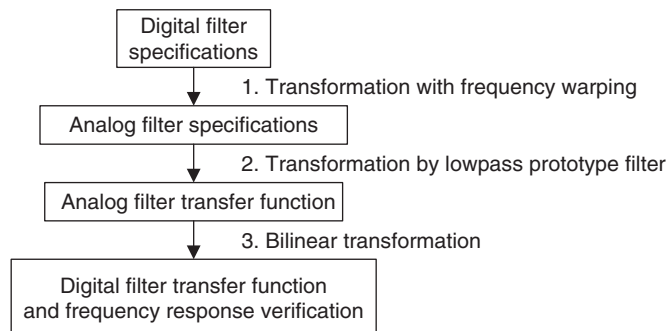 Digital filter
specifications
1. Transformation with frequency warping
Analog filter specifications
2. Transformation by lowpass prototype filter
Analog filter transfer function
3. Bilinear transformation
Digital filter transfer function
and frequency response verification